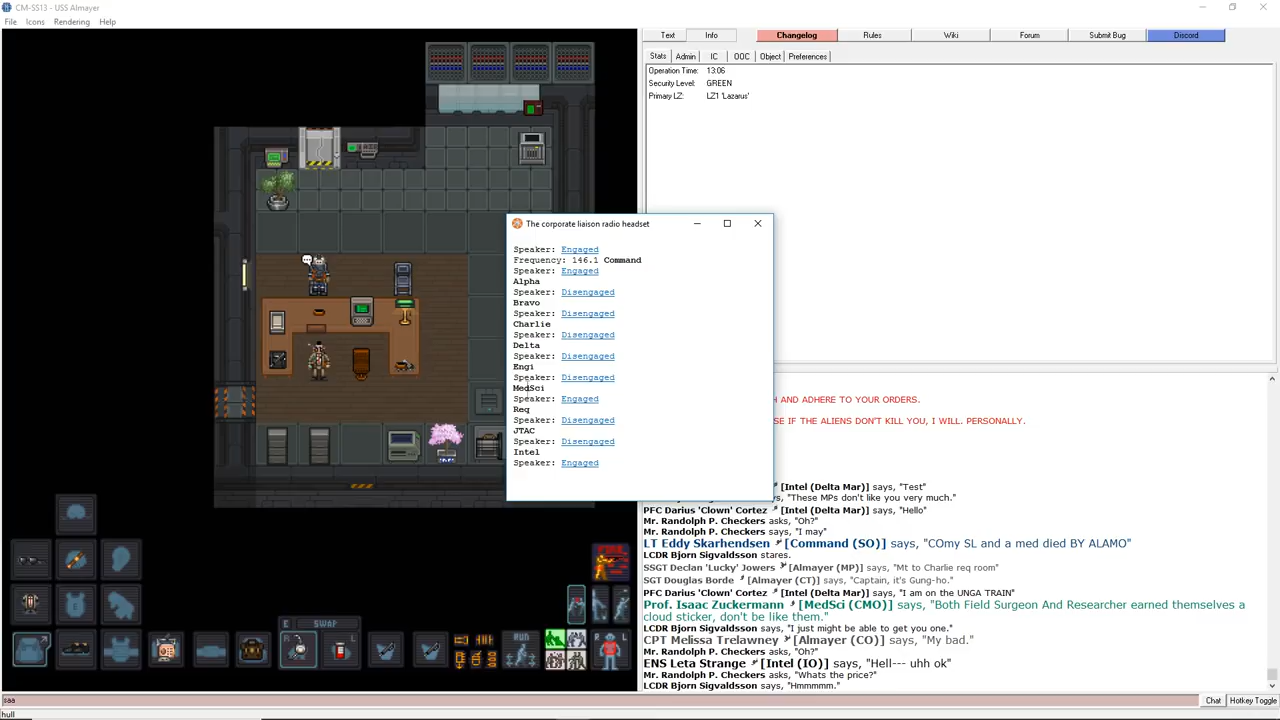 CM-SS13 - USS Almayer
File Icons Rendering Help
Text Info Changelog Rules Wiki Forum Submit Bug Discord
Stats Admin IC OOC Object Preferences
Operation Time: 13:06
Security Level: GREEN
Primary LZ: LZ1 'Lazarus'
The corporate liaison radio headset
Speaker: Engaged
Frequency: 146.1 Command
Speaker: Engaged
Alpha
Speaker: Disengaged
Bravo
Speaker: Disengaged
Charlie
Speaker: Disengaged
Delta
Speaker: Disengaged
Engi
Speaker: Disengaged
MedSci
Speaker: Engaged
Req
Speaker: Disengaged
JTAC
Speaker: Disengaged
Intel
Speaker: Engaged
H AND ADHERE TO YOUR ORDERS.
SE IF THE ALIENS DON'T KILL YOU, I WILL. PERSONALLY.
[Intel (Delta Mar)] says, "Test"
s, "These MPs don't like you very much."
PFC Darius 'Clown' Cortez [Intel (Delta Mar)] says, "Hello"
Mr. Randolph P. Checkers asks, "Oh?"
Mr. Randolph P. Checkers says, "I may"
LT Eddy Skarhendsen [Command (SO)] says, "COmy SL and a med died BY ALAMO"
LCDR Bjorn Sigvaldsson stares.
SSGT Declan 'Lucky' Jowers [Almayer (MP)] says, "Mt to Charlie req room"
SGT Douglas Borde [Almayer (CT)] says, "Captain, it's Gung-ho."
PFC Darius 'Clown' Cortez says, "I am on the UNGA TRAIN"
Prof. Isaac Zuckermann [MedSci (CMO)] says, "Both Field Surgeon And Researcher earned themselves a
cloud sticker, don't be like them."
LCDR Bjorn Sigvaldsson says, "I just might be able to get you one."
CPT Melissa Trelawney [Almayer (CO)] says, "My bad."
Mr. Randolph P. Checkers asks, "Oh?"
ENS Leta Strange [Intel (IO)] says, "Hell--- uhh ok"
Mr. Randolph P. Checkers asks, "Whats the price?"
LCDR Bjorn Sigvaldsson says, "Hmmmmm."
E SWAP
R L
RUN
R L
saa
Chat Hotkey Toggle
hull